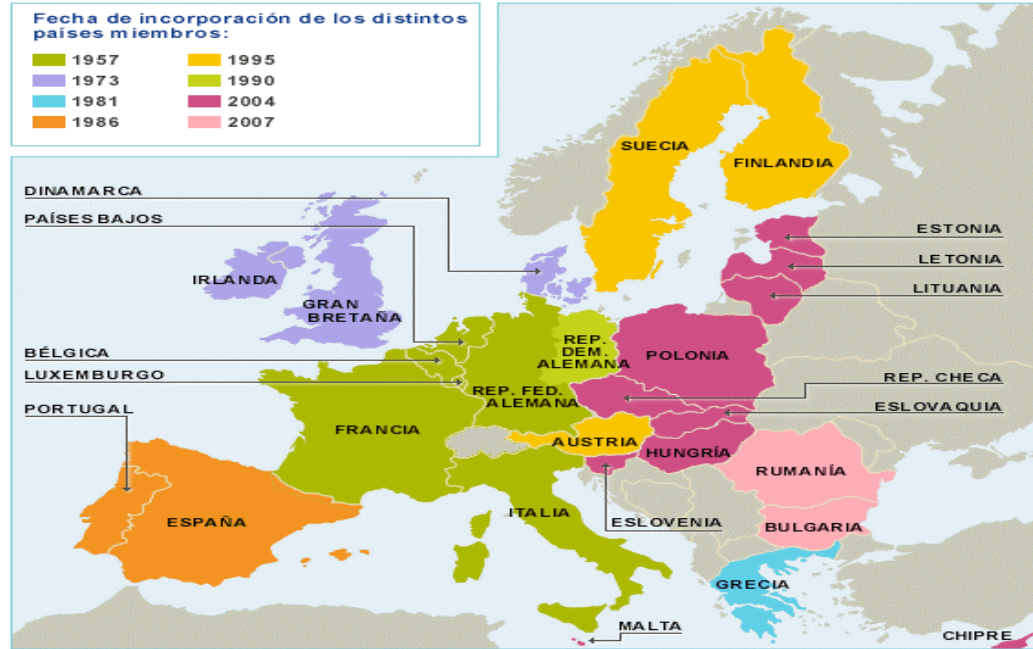 Fecha de incorporación de los distintos
países miembros:
1957
1973
1981
1986
1995
1990
2004
2007
SUECIA
FINLANDIA
DINAMARCA
PAÍSES BAJOS
ESTONIA
LETONIA
LITUANIA
IRLANDA
GRAN
BRETAÑA
BÉLGICA
LUXEMBURGO
PORTUGAL
REP.
DEM.
ALEMANA
POLONIA
REP. CHECA
ESLOVAQUIA
REP. FED.
ALEMANA
FRANCIA
AUSTRIA
HUNGRÍA
RUMANÍA
ESPAÑA
ITALIA
ESLOVENIA
BULGARIA
GRECIA
MALTA
CHIPRE